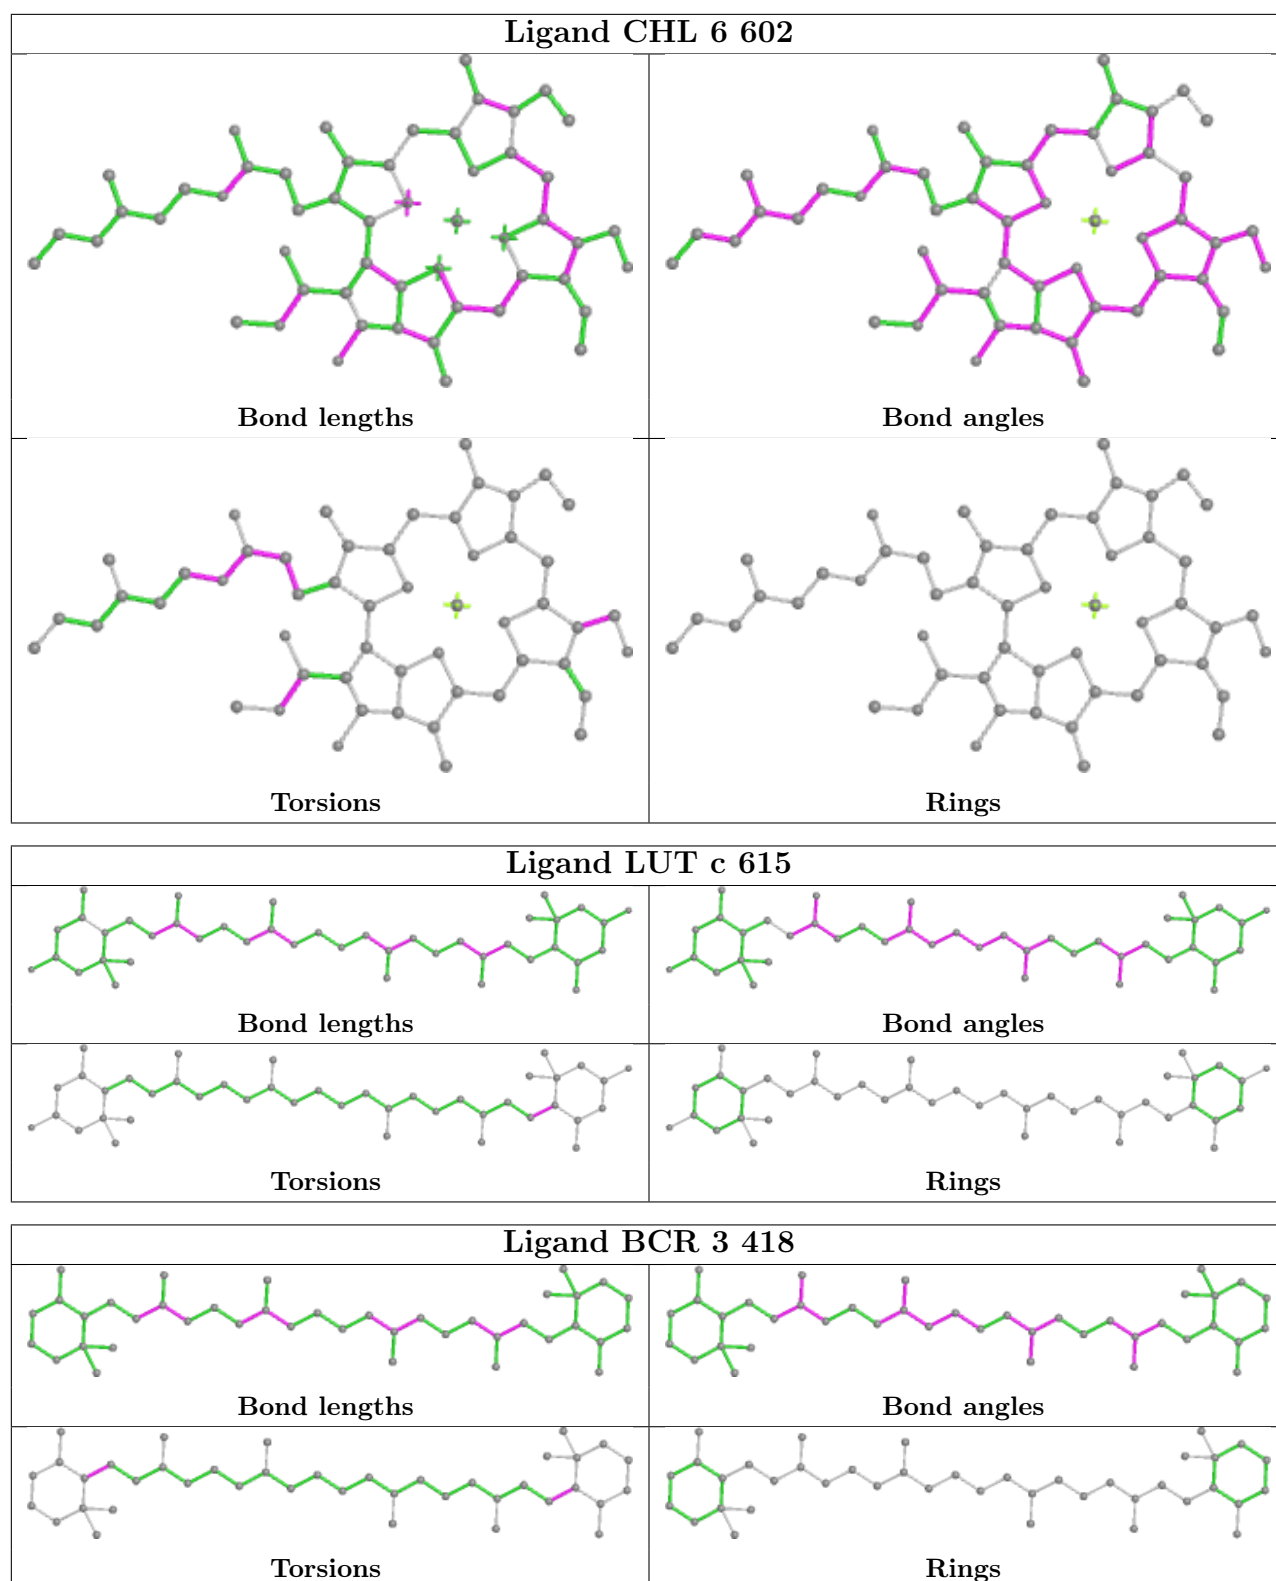 Ligand CHL 6 602
Bond lengths
Bond angles
Torsions
Rings
Ligand LUT c 615
Bond lengths
Bond angles
Torsions
Rings
Ligand BCR 3 418
Bond lengths
Bond angles
Torsions
Rings